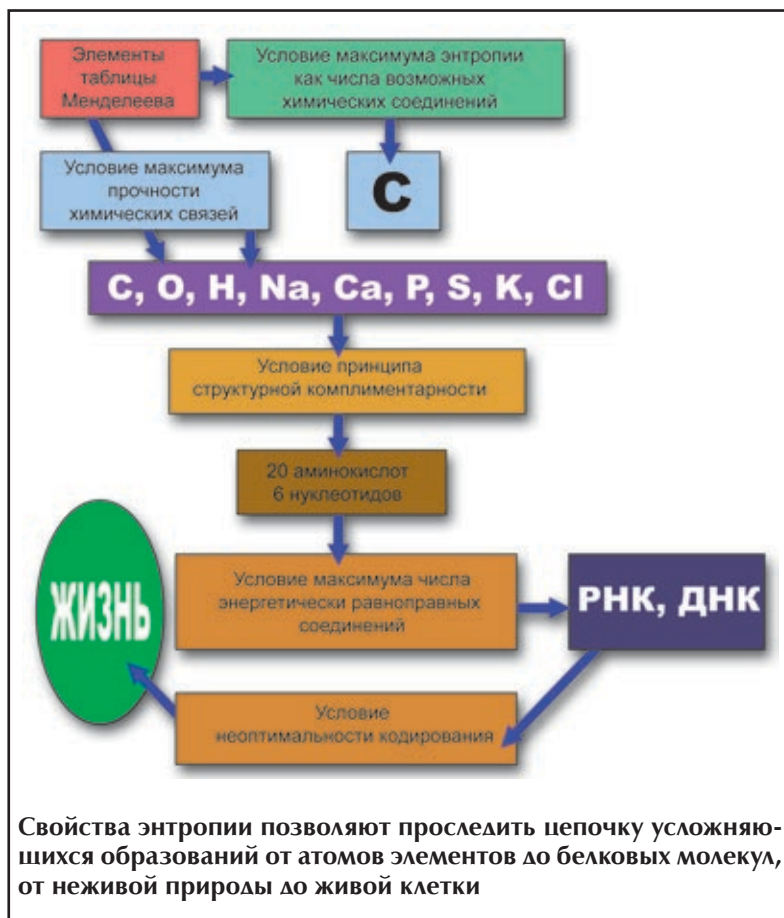 Элементы
таблицы
Менделеева
Условие максимума энтропии
как числа возможных
химических соединений
Условие максимума
прочности
химических связей
C
C, O, H, Na, Ca, P, S, K, Cl
Условие принципа
структурной комплиментарности
20 аминокислот
6 нуклеотидов
Условие максимума числа
энергетически равноправных
соединений
РНК, ДНК
ЖИЗНЬ
Условие
неоптимальности кодирования
Свойства энтропии позволяют проследить цепочку усложняю-
щихся образований от атомов элементов до белковых молекул,
от неживой природы до живой клетки